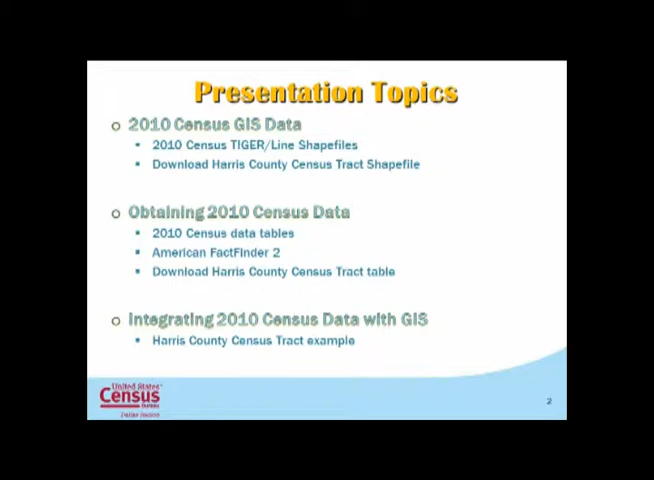 Presentation Topics
2010 Census GIS Data
2010 Census TIGER/Line Shapefiles
Download Harris County Census Tract Shapefile
Obtaining 2010 Census Data
2010 Census data tables
American FactFinder 2
Download Harris County Census Tract table
Integrating 2010 Census Data with GIS
Harris County Census Tract example
United States
Census
Bureau
Dallas Region
2